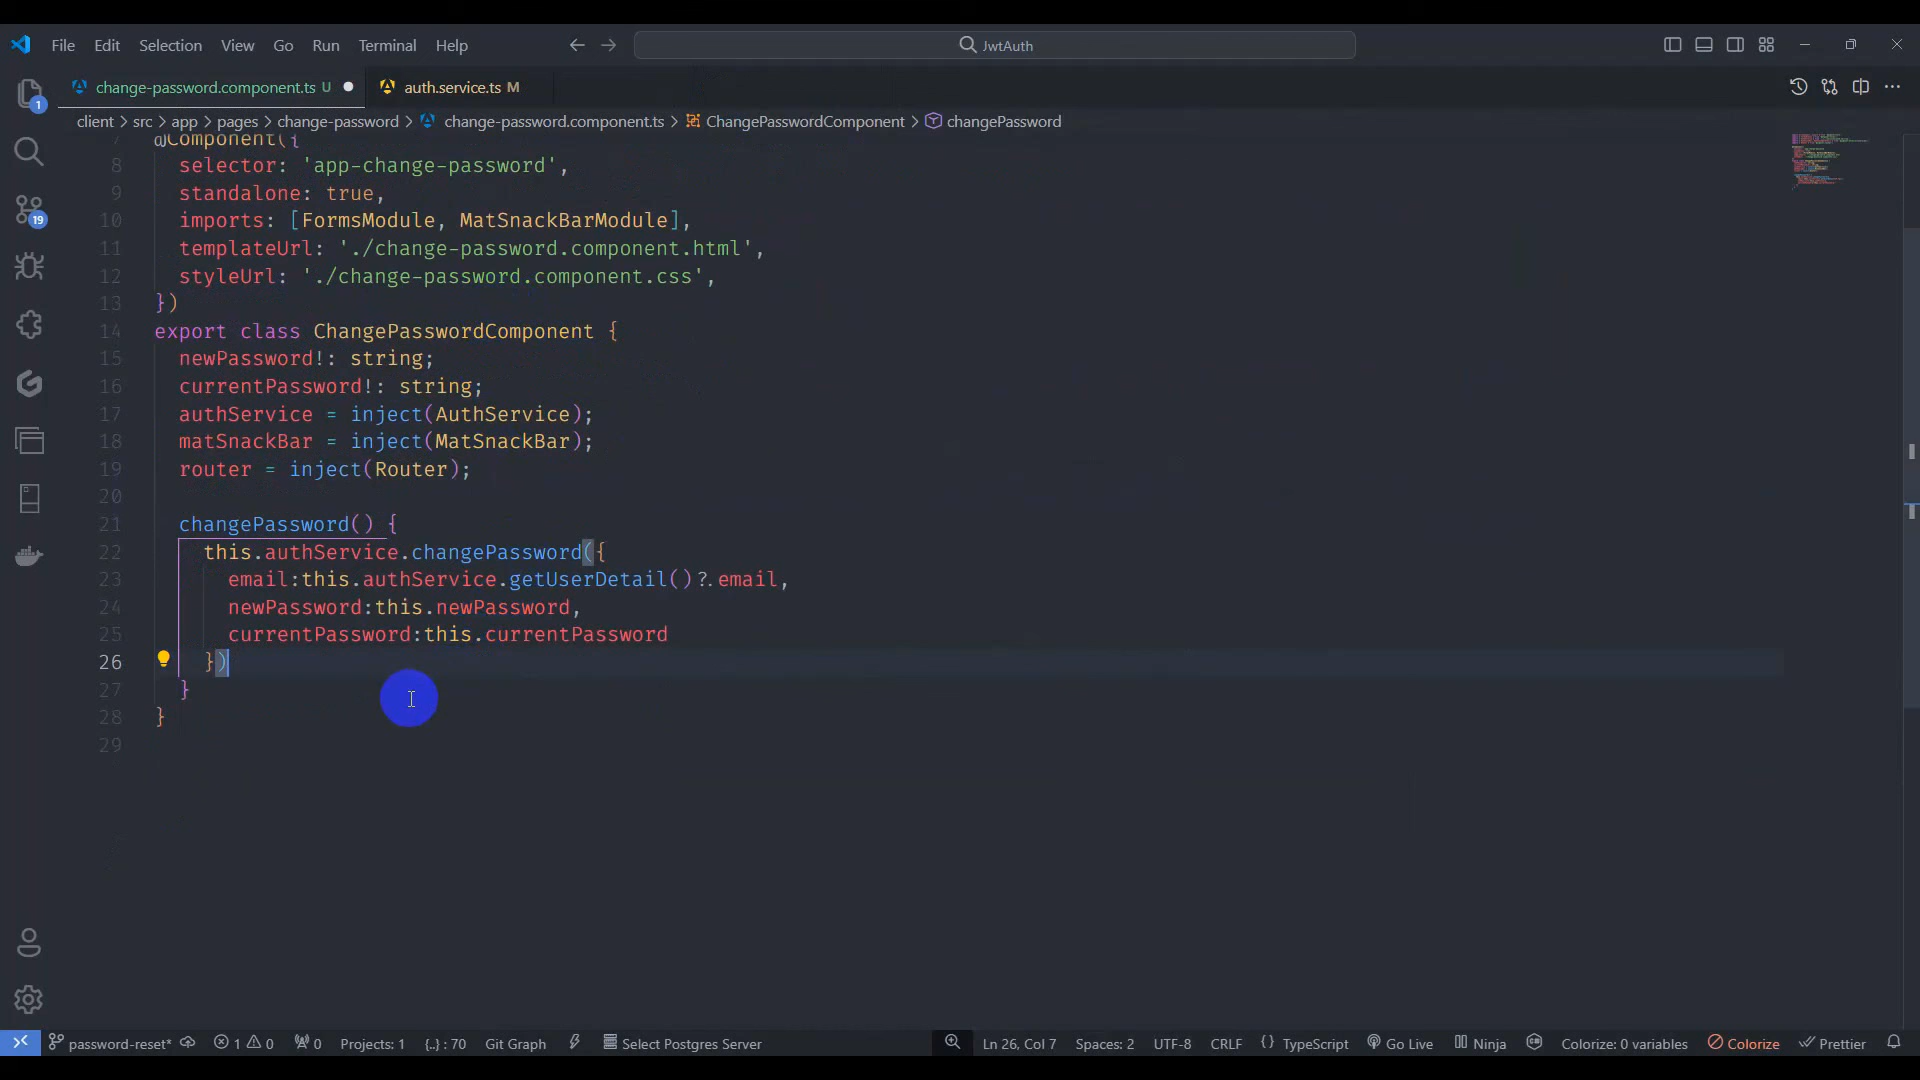 File Edit Selection View Go Run Terminal Help
JwtAuth
change-password.component.ts U
auth.service.ts M
client > src > app > pages > change-password > change-password.component.ts > ChangePasswordComponent > changePassword
1
19
7 @Component({
8 selector: 'app-change-password',
9 standalone: true,
10 imports: [FormsModule, MatSnackBarModule],
11 templateUrl: './change-password.component.html',
12 styleUrl: './change-password.component.css',
13 })
14 export class ChangePasswordComponent {
15 newPassword!: string;
16 currentPassword!: string;
17 authService = inject(AuthService);
18 matSnackBar = inject(MatSnackBar);
19 router = inject(Router);
20
21 changePassword() {
22 this.authService.changePassword({
23 email:this.authService.getUserDetail()?.email,
24 newPassword:this.newPassword,
25 currentPassword:this.currentPassword
26 })
27 }
28 }
29
password-reset* 1 0 0 Projects: 1 {..} : 70 Git Graph Select Postgres Server Ln 26, Col 7 Spaces: 2 UTF-8 CRLF {} TypeScript Go Live Ninja Colorize: 0 variables Colorize Prettier